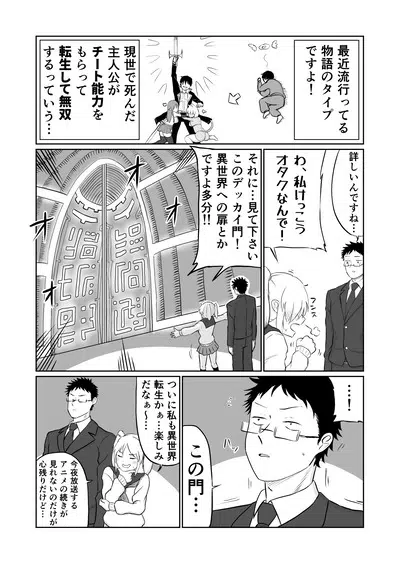 最近流行ってる
物語のタイプ
ですよ！
現世で死んだ
主人公が
チート能力を
もらって
転生して無双
するっていう…
詳しいんですね…
わ、私けっこう
オタクなんで！
フンス
それに…見て下さい
このデッカイ門！
異世界への扉とか
ですよ多分!!
…！
この門…
ついに私も異世界
転生かぁ…楽しみ
だなぁ～…
今夜放送する
アニメの続きが
見れないのだけが
心残りだけど…